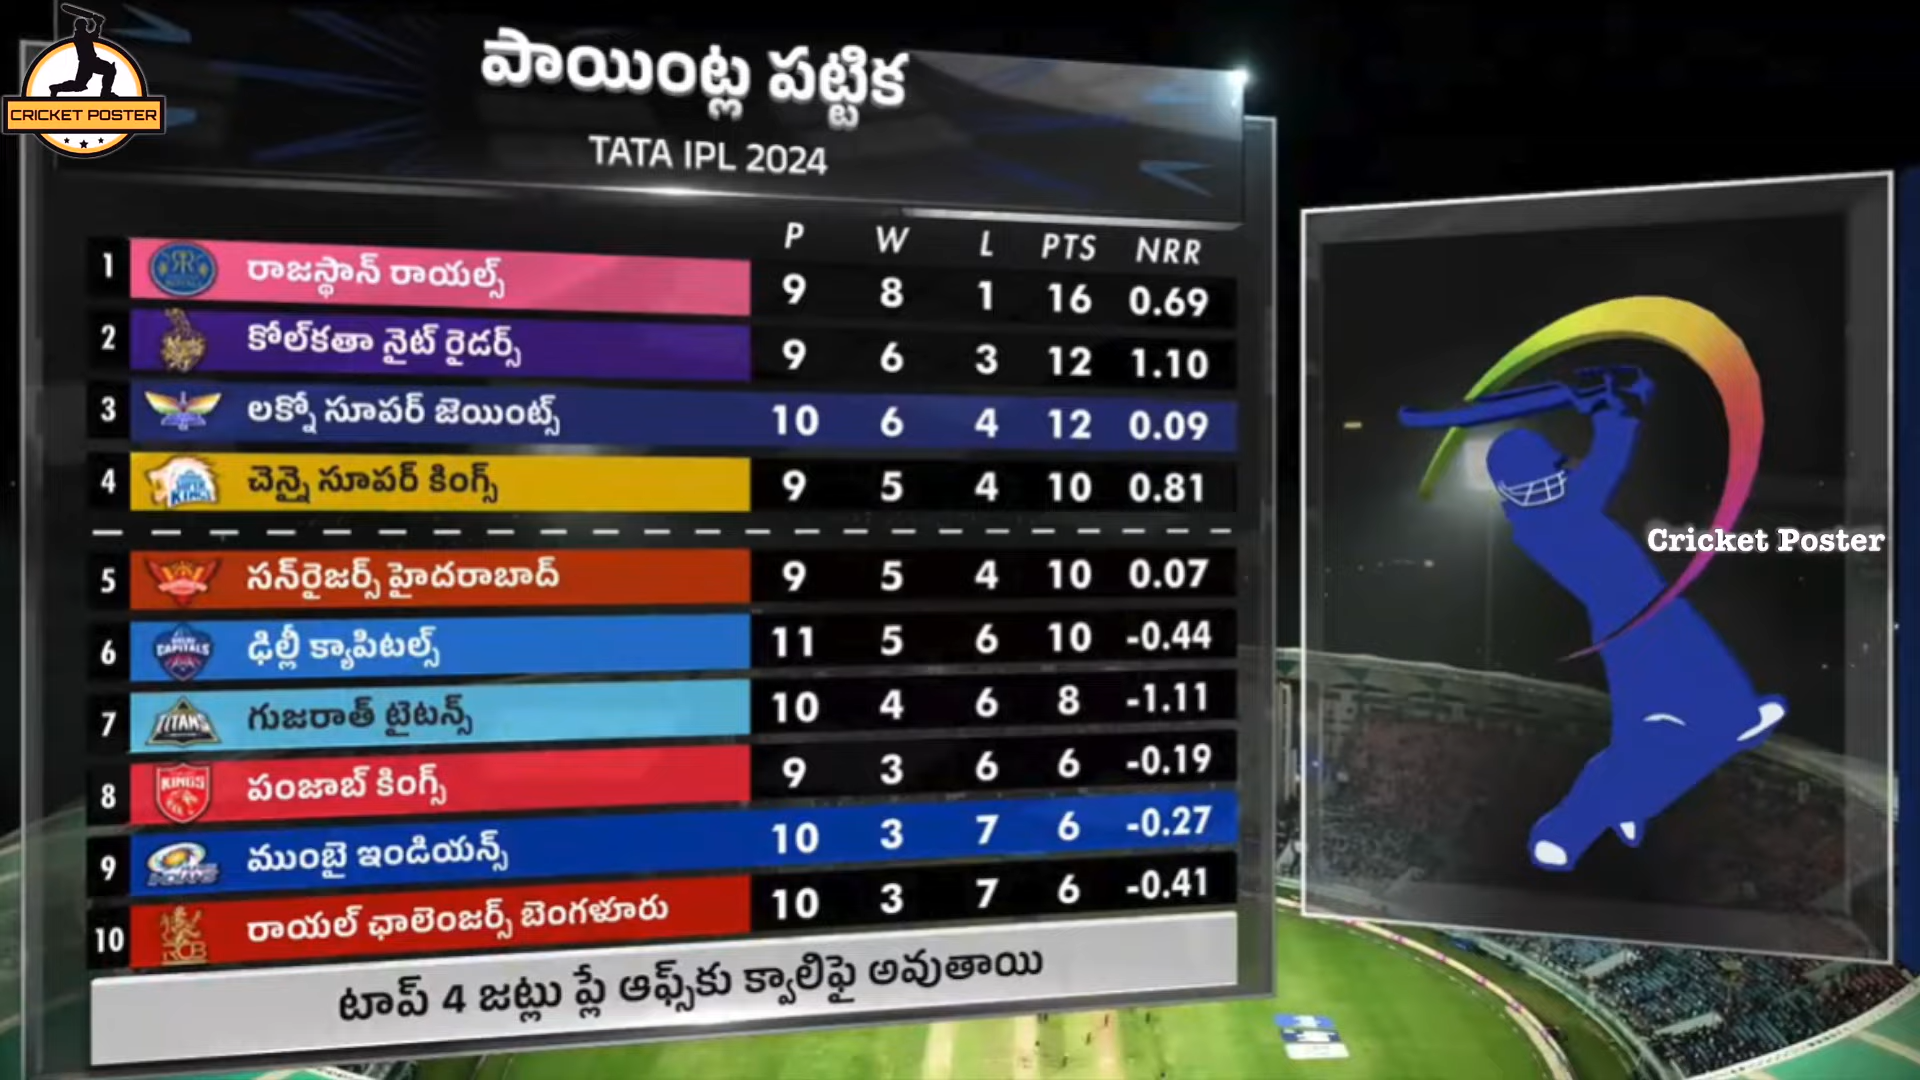 CRICKET POSTER
పాయింట్ల పట్టిక
TATA IPL 2024
P W L PTS NRR
1 రాజస్థాన్ రాయల్స్ 9 8 1 16 0.69
2 కోల్‌కతా నైట్ రైడర్స్ 9 6 3 12 1.10
3 లక్నో సూపర్ జెయింట్స్ 10 6 4 12 0.09
4 చెన్నై సూపర్ కింగ్స్ 9 5 4 10 0.81
5 సన్‌రైజర్స్ హైదరాబాద్ 9 5 4 10 0.07
6 CAPITALS ఢిల్లీ క్యాపిటల్స్ 11 5 6 10 -0.44
7 TITANS గుజరాత్ టైటన్స్ 10 4 6 8 -1.11
8 KINGS పంజాబ్ కింగ్స్ 9 3 6 6 -0.19
9 ముంబై ఇండియన్స్ 10 3 7 6 -0.27
10 రాయల్ ఛాలెంజర్స్ బెంగళూరు 10 3 7 6 -0.41
టాప్ 4 జట్లు ప్లే ఆఫ్స్‌కు క్వాలిఫై అవుతాయి
Cricket Poster